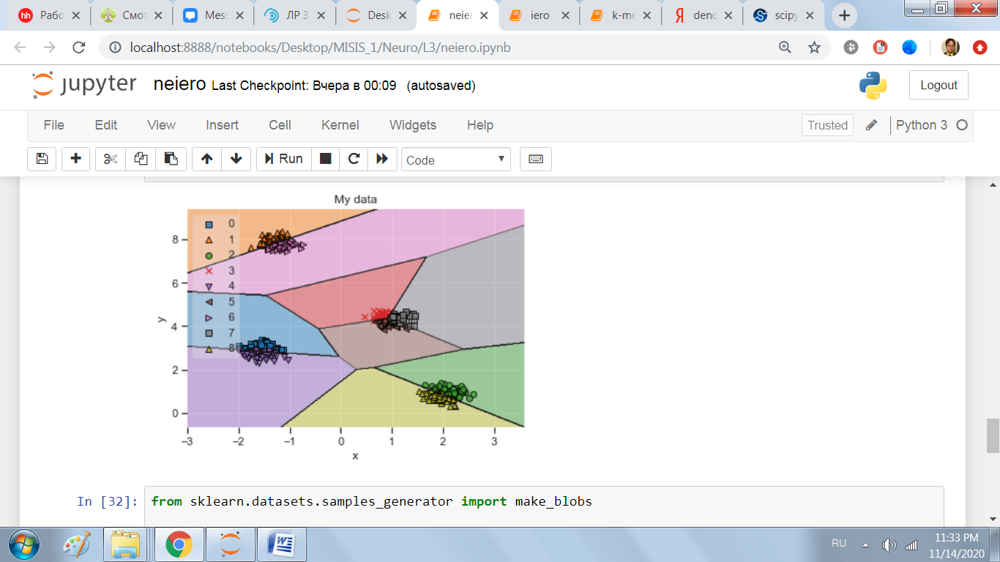 hh Рабо
Смот
Mess
ЛР 3
Desk
neier
iero
k-me
Я denc
scipy
localhost:8888/notebooks/Desktop/MISIS_1/Neuro/L3/neiero.ipynb
jupyter neiero Last Checkpoint: Вчера в 00:09 (autosaved)
Logout
File Edit View Insert Cell Kernel Widgets Help
Trusted Python 3
Run Code
My data
0
1
2
3
4
5
6
7
8
8
6
4
2
0
y
−3 −2 −1 0 1 2 3
x
In [32]: from sklearn.datasets.samples_generator import make_blobs
RU
11:33 PM
11/14/2020